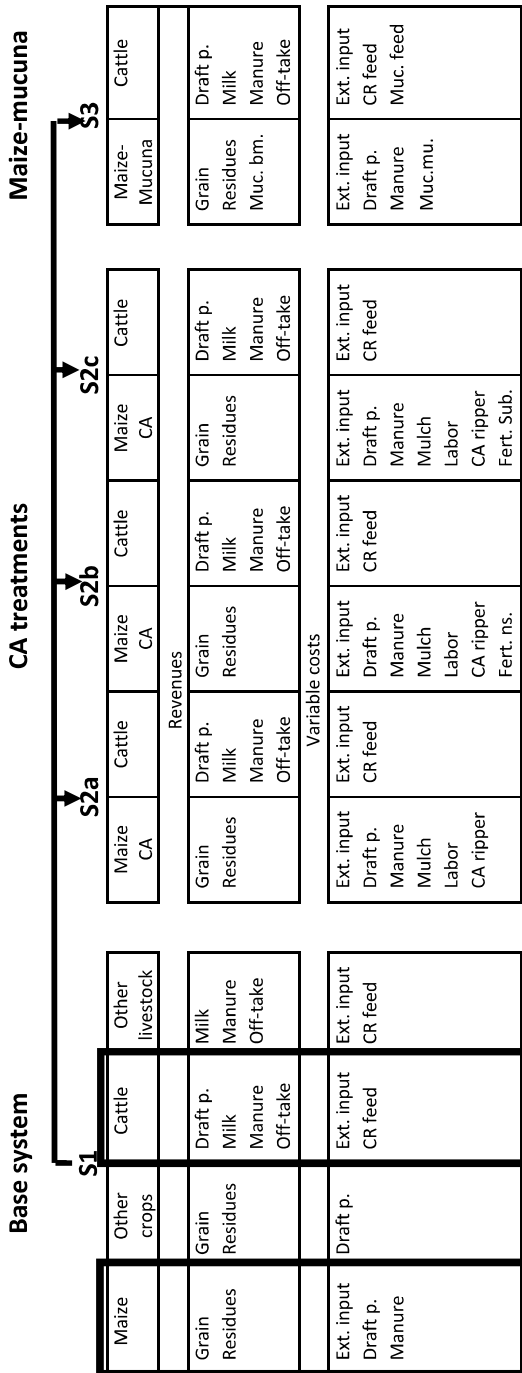 Base system
CA treatments
Maize-mucuna
S1
S2a
S2b
S2c
S3
Maize
Other
crops
Cattle
Other
livestock
Maize
CA
Cattle
Maize
CA
Cattle
Maize
CA
Cattle
Maize-
Mucuna
Cattle
Revenues
Grain
Residues
Grain
Residues
Draft p.
Milk
Manure
Off-take
Milk
Manure
Off-take
Grain
Residues
Draft p.
Milk
Manure
Off-take
Grain
Residues
Draft p.
Milk
Manure
Off-take
Grain
Residues
Draft p.
Milk
Manure
Off-take
Grain
Residues
Muc. bm.
Draft p.
Milk
Manure
Off-take
Variable costs
Ext. input
Draft p.
Manure
Draft p.
Ext. input
CR feed
Ext. input
CR feed
Ext. input
Draft p.
Manure
Mulch
Labor
CA ripper
Ext. input
CR feed
Ext. input
Draft p.
Manure
Mulch
Labor
CA ripper
Fert. ns.
Ext. input
CR feed
Ext. input
Draft p.
Manure
Mulch
Labor
CA ripper
Fert. Sub.
Ext. input
CR feed
Ext. input
Draft p.
Manure
Muc.mu.
Ext. input
CR feed
Muc. feed